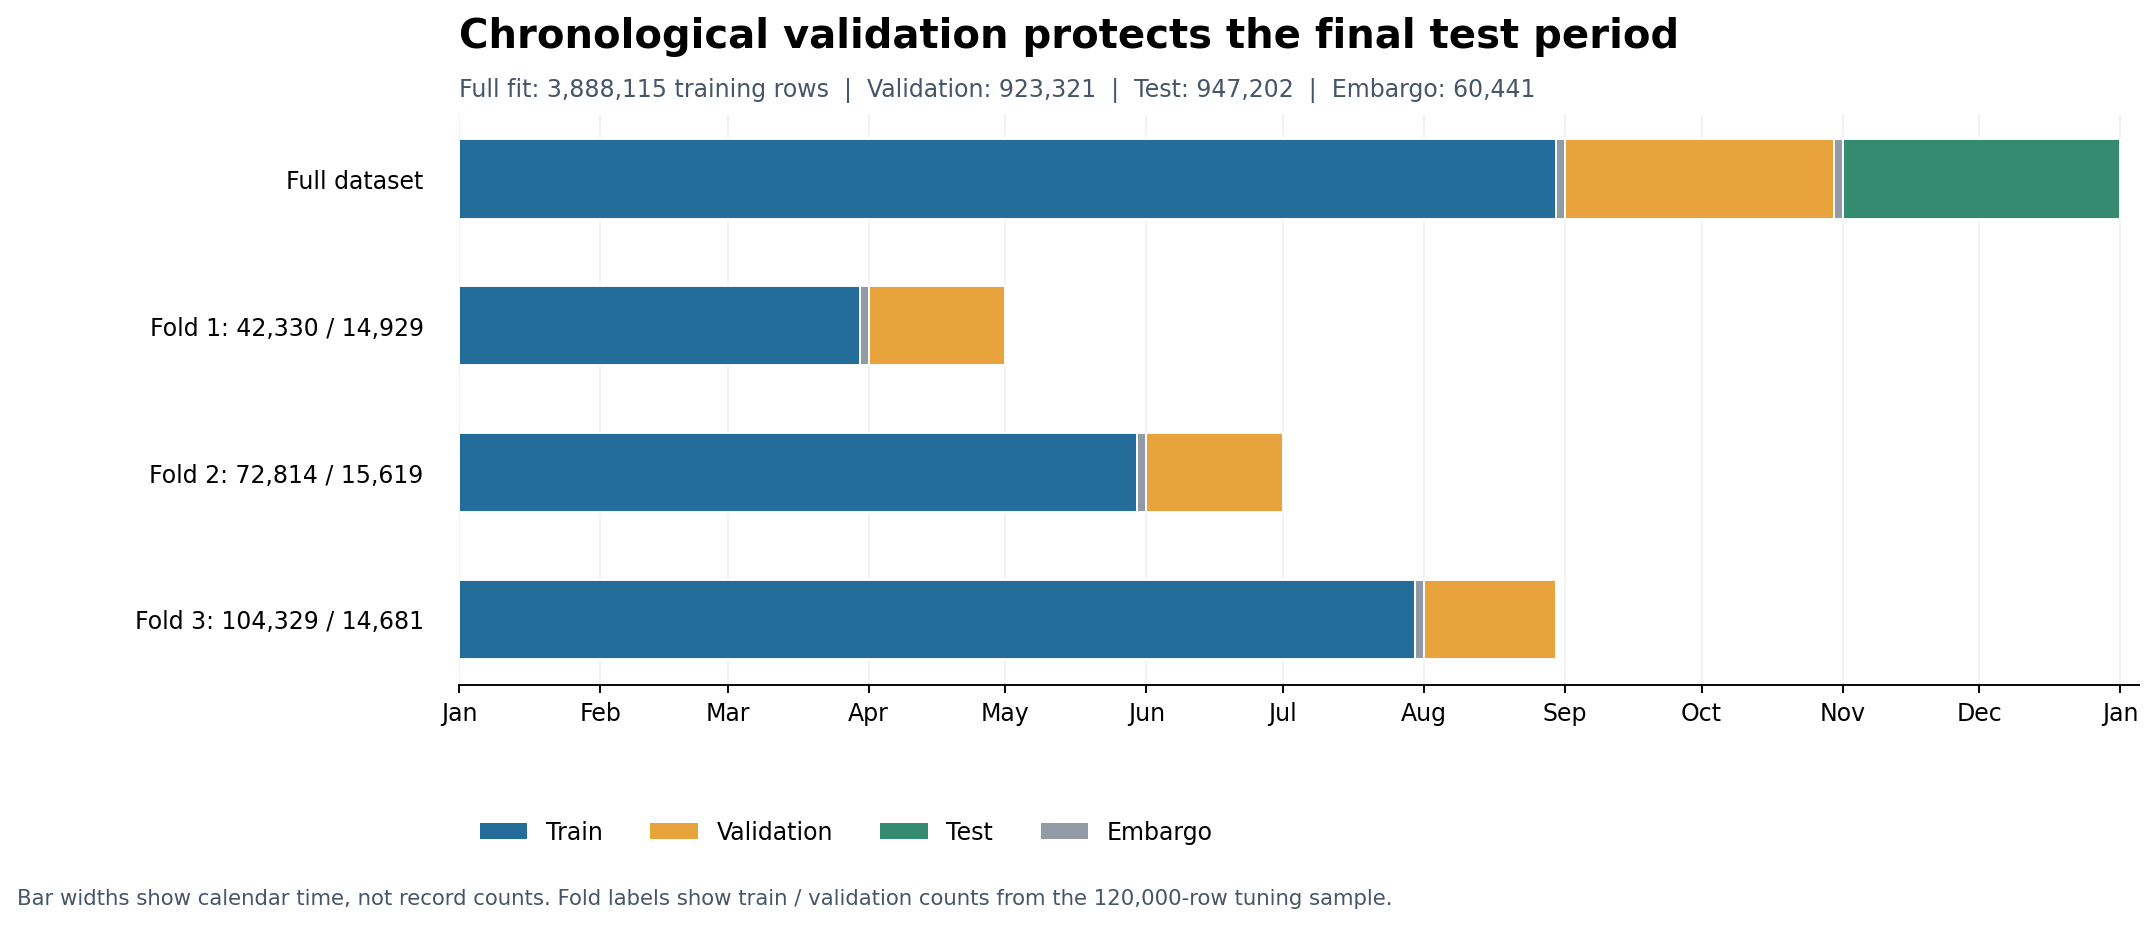 Chronological validation protects the final test period
Full fit: 3,888,115 training rows | Validation: 923,321 | Test: 947,202 | Embargo: 60,441
Full dataset
Fold 1: 42,330 / 14,929
Fold 2: 72,814 / 15,619
Fold 3: 104,329 / 14,681
Jan Feb Mar Apr May Jun Jul Aug Sep Oct Nov Dec Jan
Train Validation Test Embargo
Bar widths show calendar time, not record counts. Fold labels show train / validation counts from the 120,000-row tuning sample.